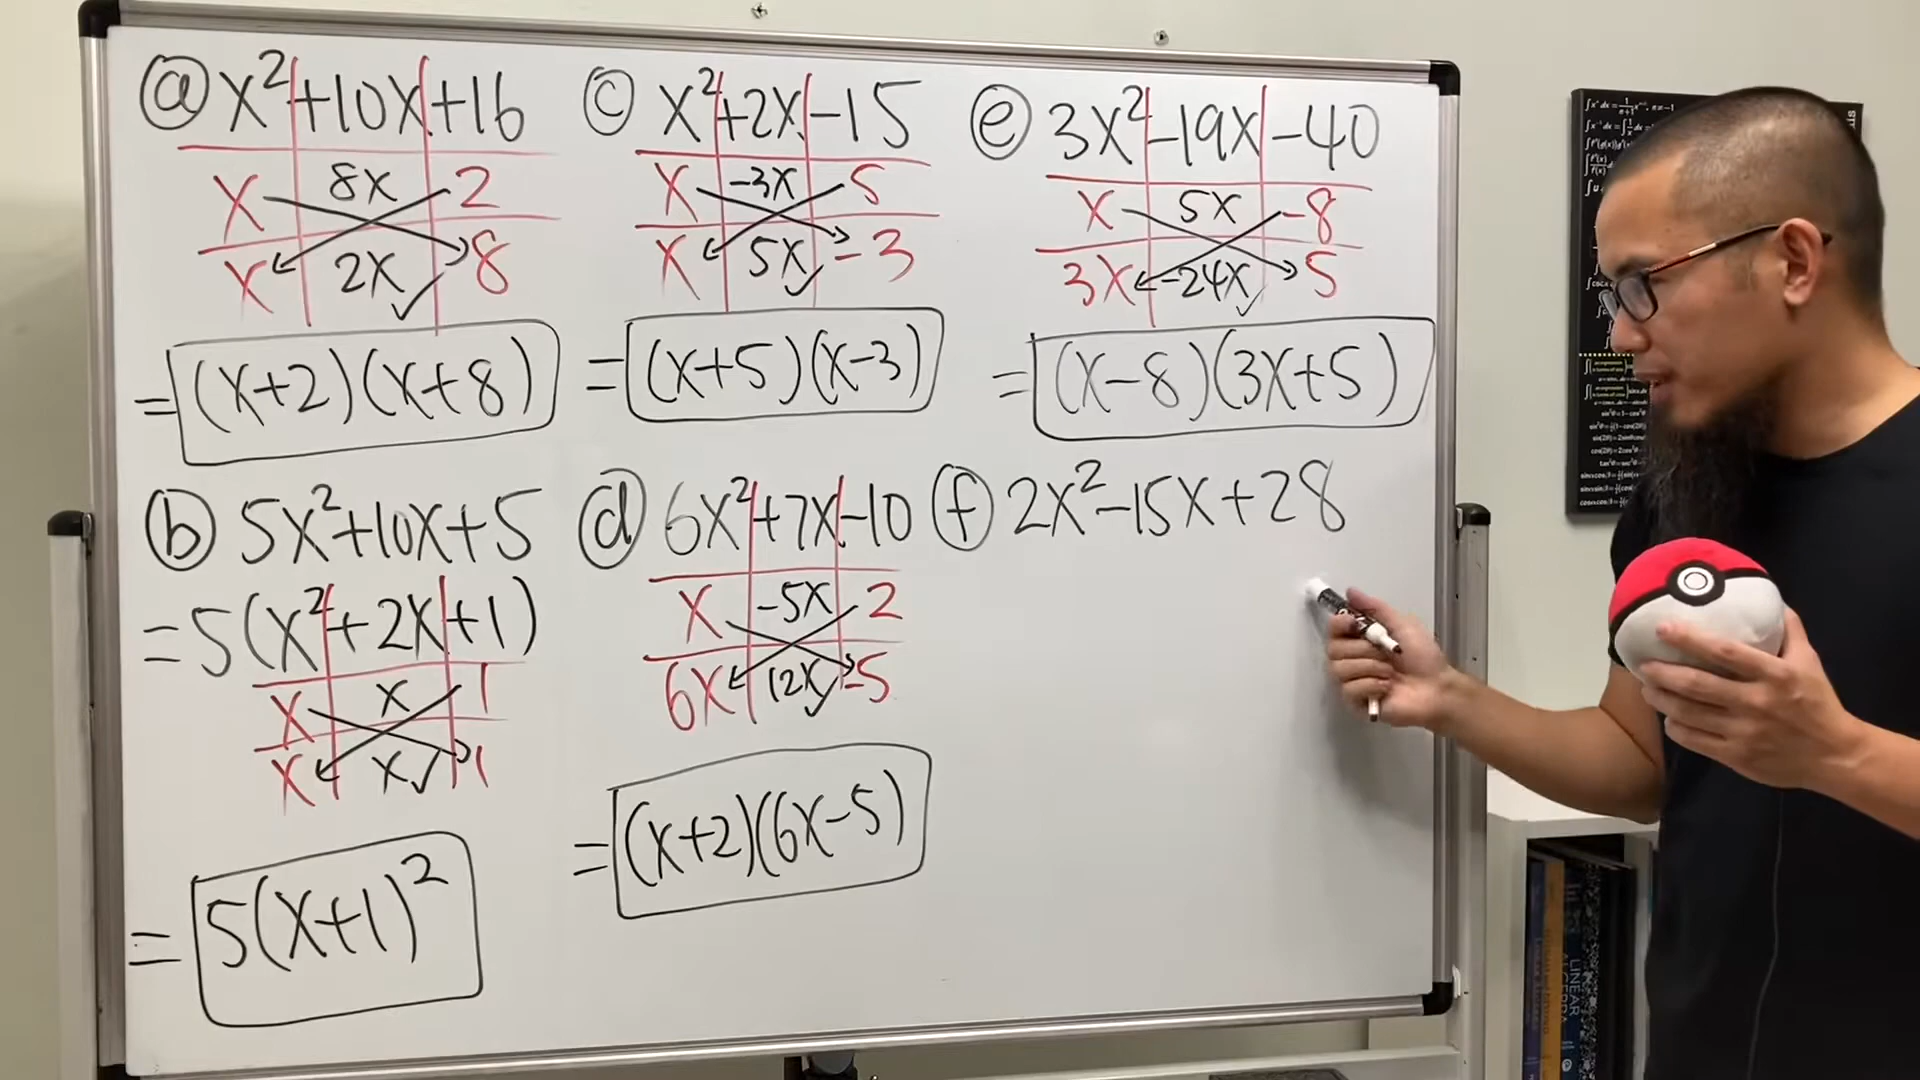 ⓐ x²+10x+16
x 8x 2
x 2x ✓ 8
= (x+2)(x+8)
ⓑ 5x²+10x+5
= 5(x²+2x+1)
x x 1
x x ✓ 1
= 5(x+1)²
ⓒ x²+2x-15
x -3x 5
x 5x ✓ -3
= (x+5)(x-3)
ⓓ 6x²+7x-10
x -5x 2
6x 12x ✓ -5
= (x+2)(6x-5)
ⓔ 3x²-19x-40
x 5x -8
3x -24x ✓ 5
= (x-8)(3x+5)
ⓕ 2x²-15x+28
LINEAR